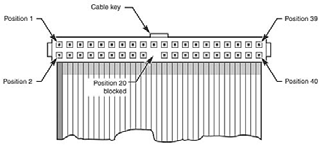 Cable key
Position 1
Position 39
Position 2
Position 20
blocked
Position 40